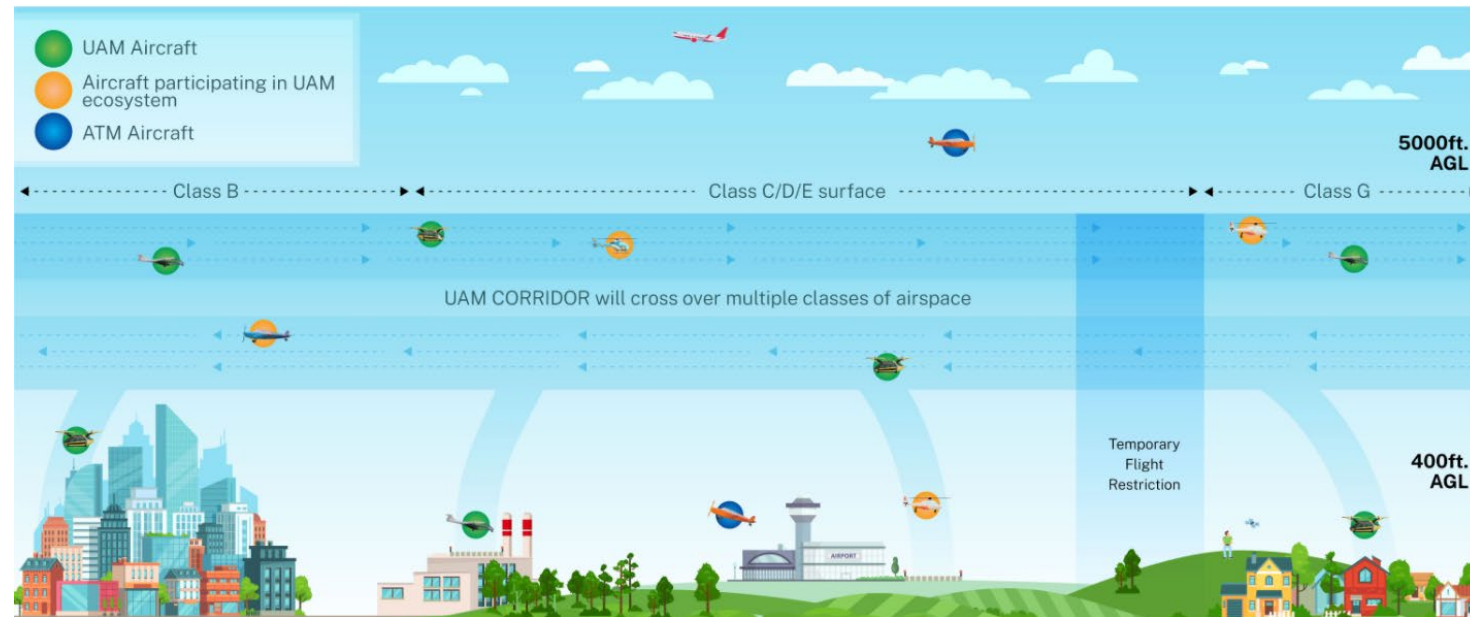 UAM Aircraft
Aircraft participating in UAM
ecosystem
ATM Aircraft
5000ft.
AGL
Class B
Class C/D/E surface
Class G
UAM CORRIDOR will cross over multiple classes of airspace
Temporary
Flight
Restriction
400ft.
AGL
AIRPORT